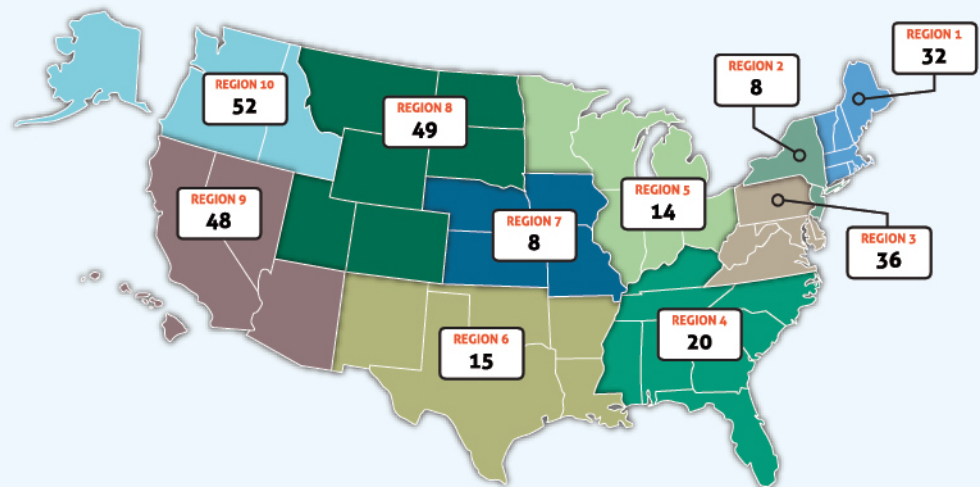 REGION 1
32
REGION 2
8
REGION 10
52
REGION 8
49
REGION 5
14
REGION 9
48
REGION 7
8
REGION 3
36
REGION 4
20
REGION 6
15